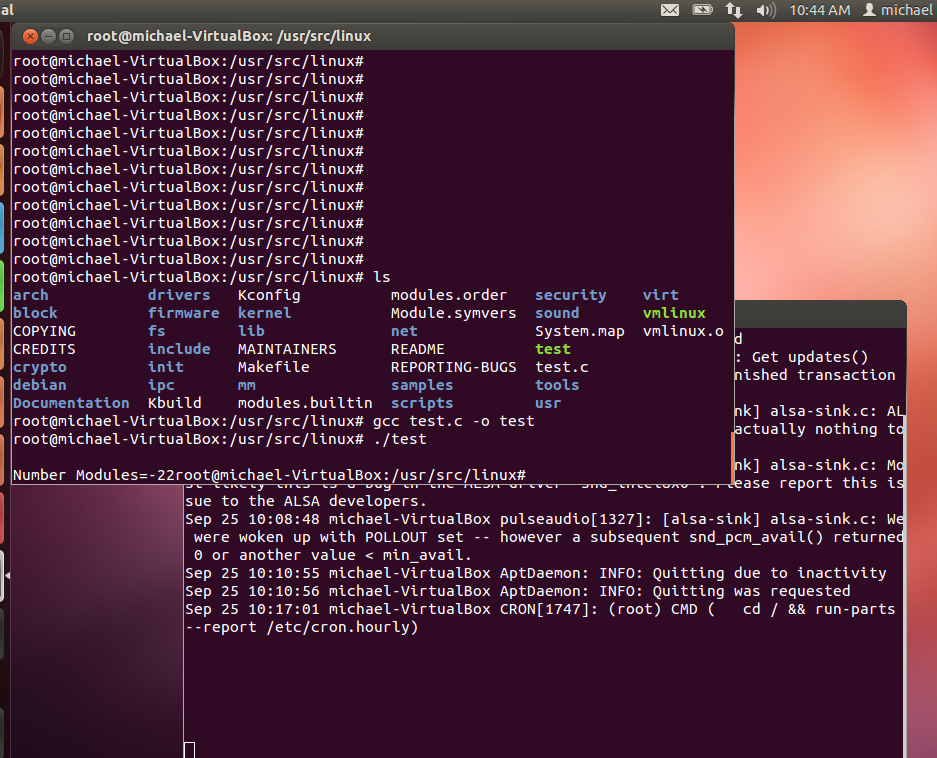 al
10:44 AM michael
root@michael-VirtualBox: /usr/src/linux
root@michael-VirtualBox:/usr/src/linux#
root@michael-VirtualBox:/usr/src/linux#
root@michael-VirtualBox:/usr/src/linux#
root@michael-VirtualBox:/usr/src/linux#
root@michael-VirtualBox:/usr/src/linux#
root@michael-VirtualBox:/usr/src/linux#
root@michael-VirtualBox:/usr/src/linux#
root@michael-VirtualBox:/usr/src/linux#
root@michael-VirtualBox:/usr/src/linux#
root@michael-VirtualBox:/usr/src/linux#
root@michael-VirtualBox:/usr/src/linux#
root@michael-VirtualBox:/usr/src/linux#
root@michael-VirtualBox:/usr/src/linux# ls
arch drivers Kconfig modules.order security virt
block firmware kernel Module.symvers sound vmlinux
COPYING fs lib net System.map vmlinux.o
CREDITS include MAINTAINERS README test
crypto init Makefile REPORTING-BUGS test.c
debian ipc mm samples tools
Documentation Kbuild modules.builtin scripts usr
root@michael-VirtualBox:/usr/src/linux# gcc test.c -o test
root@michael-VirtualBox:/usr/src/linux# ./test
Number Modules=-22root@michael-VirtualBox:/usr/src/linux#
d
: Get updates()
nished transaction
nk] alsa-sink.c: AL
actually nothing to
nk] alsa-sink.c: Mo
ease report this is
sue to the ALSA developers.
Sep 25 10:08:48 michael-VirtualBox pulseaudio[1327]: [alsa-sink] alsa-sink.c: We
were woken up with POLLOUT set -- however a subsequent snd_pcm_avail() returned
0 or another value < min_avail.
Sep 25 10:10:55 michael-VirtualBox AptDaemon: INFO: Quitting due to inactivity
Sep 25 10:10:56 michael-VirtualBox AptDaemon: INFO: Quitting was requested
Sep 25 10:17:01 michael-VirtualBox CRON[1747]: (root) CMD ( cd / && run-parts
--report /etc/cron.hourly)